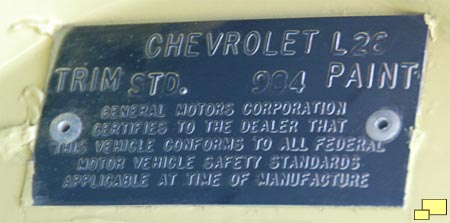 CHEVROLET L26
TRIM STD. 984 PAINT
GENERAL MOTORS CORPORATION
CERTIFIES TO THE DEALER THAT
THIS VEHICLE CONFORMS TO ALL FEDERAL
MOTOR VEHICLE SAFETY STANDARDS
APPLICABLE AT TIME OF MANUFACTURE